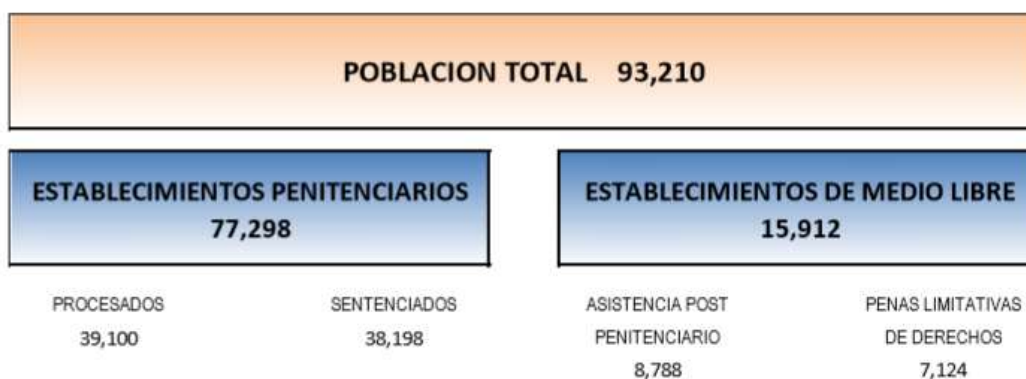 POBLACION TOTAL 93,210
ESTABLECIMIENTOS PENITENCIARIOS
77,298
ESTABLECIMIENTOS DE MEDIO LIBRE
15,912
PROCESADOS
39,100
SENTENCIADOS
38,198
ASISTENCIA POST
PENITENCIARIO
8,788
PENAS LIMITATIVAS
DE DERECHOS
7,124